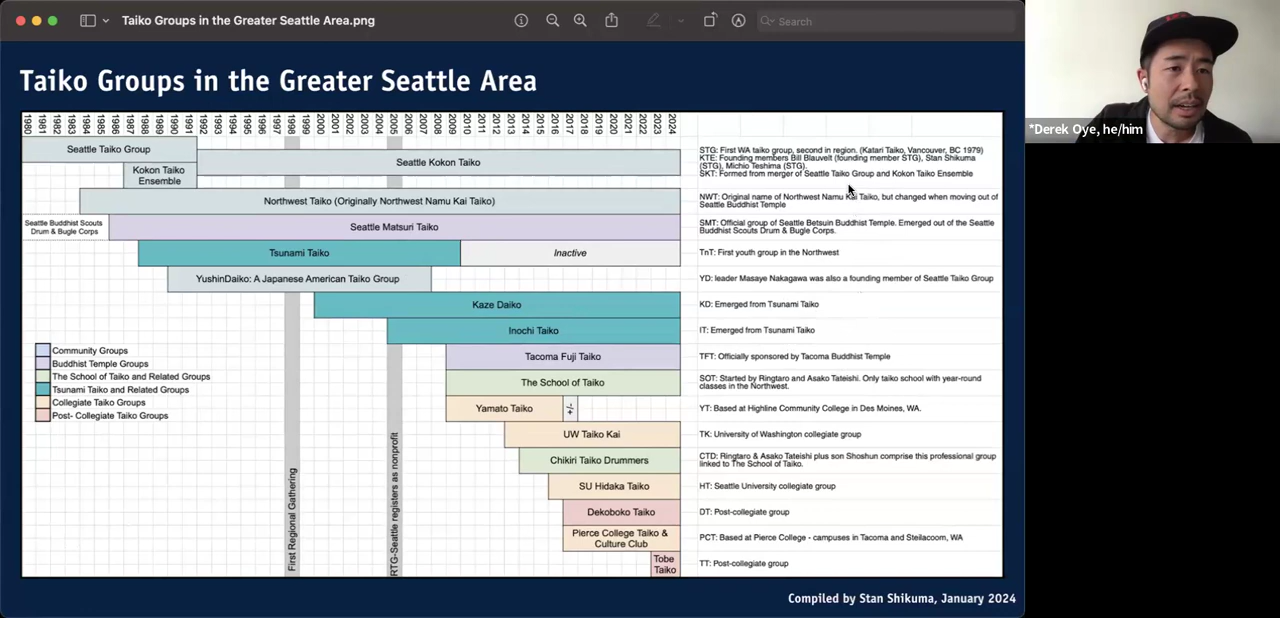 Taiko Groups in the Greater Seattle Area.png
Search
Taiko Groups in the Greater Seattle Area
1980 1981 1982 1983 1984 1985 1986 1987 1988 1989 1990 1991 1992 1993 1994 1995 1996 1997 1998 1999 2000 2001 2002 2003 2004 2005 2006 2007 2008 2009 2010 2011 2012 2013 2014 2015 2016 2017 2018 2019 2020 2021 2022 2023 2024
Seattle Taiko Group
Kokon Taiko
Ensemble
Seattle Kokon Taiko
STG: First WA taiko group, second in region. (Katari Taiko, Vancouver, BC 1979)
KTE: Founding members Bill Blauvelt (founding member STG), Stan Shikuma
(STG), Michio Teshima (STG).
SKT: Formed from merger of Seattle Taiko Group and Kokon Taiko Ensemble
Northwest Taiko (Originally Northwest Namu Kai Taiko)
NWT: Original name of Northwest Namu Kai Taiko, but changed when moving out of
Seattle Buddhist Temple
Seattle Buddhist Scouts
Drum & Bugle Corps
Seattle Matsuri Taiko
SMT: Official group of Seattle Betsuin Buddhist Temple. Emerged out of the Seattle
Buddhist Scouts Drum & Bugle Corps.
Tsunami Taiko
Inactive
TnT: First youth group in the Northwest
YushinDaiko: A Japanese American Taiko Group
YD: leader Masaye Nakagawa was also a founding member of Seattle Taiko Group
Kaze Daiko
KD: Emerged from Tsunami Taiko
Inochi Taiko
IT: Emerged from Tsunami Taiko
Tacoma Fuji Taiko
TFT: Officially sponsored by Tacoma Buddhist Temple
The School of Taiko
SOT: Started by Ringtaro and Asako Tateishi. Only taiko school with year-round
classes in the Northwest.
Yamato Taiko
YT: Based at Highline Community College in Des Moines, WA.
UW Taiko Kai
TK: University of Washington collegiate group
Chikiri Taiko Drummers
CTD: Ringtaro & Asako Tateishi plus son Shoshun comprise this professional group
linked to The School of Taiko.
SU Hidaka Taiko
HT: Seattle University collegiate group
Dekoboko Taiko
DT: Post-collegiate group
Pierce College Taiko &
Culture Club
PCT: Based at Pierce College - campuses in Tacoma and Steilacoom, WA
Tobe
Taiko
TT: Post-collegiate group
Community Groups
Buddhist Temple Groups
The School of Taiko and Related Groups
Tsunami Taiko and Related Groups
Collegiate Taiko Groups
Post- Collegiate Taiko Groups
First Regional Gathering
RTG-Seattle registers as nonprofit
Compiled by Stan Shikuma, January 2024
*Derek Oye, he/him